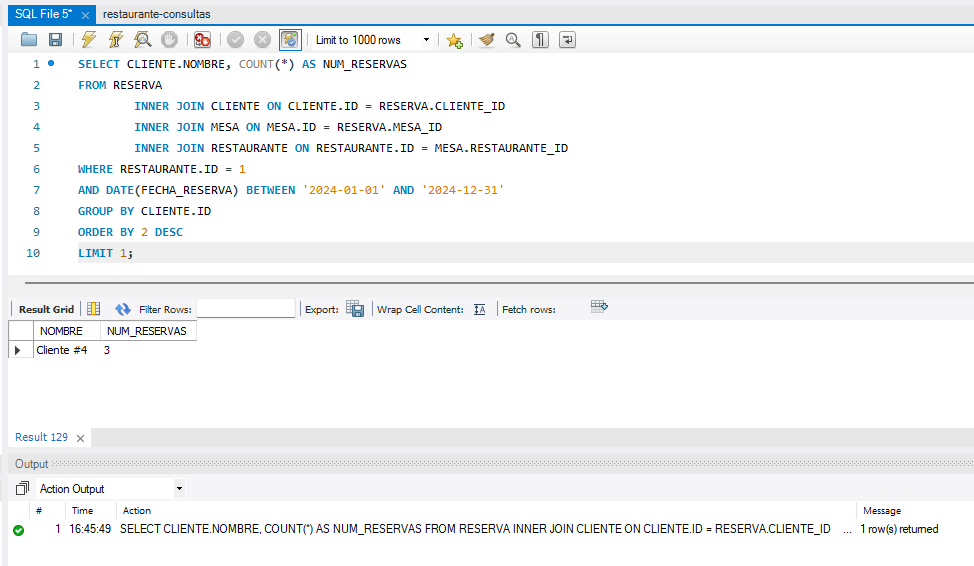 SQL File 5* restaurante-consultas
Limit to 1000 rows
1 SELECT CLIENTE.NOMBRE, COUNT(*) AS NUM_RESERVAS
2 FROM RESERVA
3 INNER JOIN CLIENTE ON CLIENTE.ID = RESERVA.CLIENTE_ID
4 INNER JOIN MESA ON MESA.ID = RESERVA.MESA_ID
5 INNER JOIN RESTAURANTE ON RESTAURANTE.ID = MESA.RESTAURANTE_ID
6 WHERE RESTAURANTE.ID = 1
7 AND DATE(FECHA_RESERVA) BETWEEN '2024-01-01' AND '2024-12-31'
8 GROUP BY CLIENTE.ID
9 ORDER BY 2 DESC
10 LIMIT 1;
Result Grid Filter Rows: Export: Wrap Cell Content: Fetch rows:
NOMBRE NUM_RESERVAS
Cliente #4 3
Result 129
Output
Action Output
# Time Action Message
1 16:45:49 SELECT CLIENTE.NOMBRE, COUNT(*) AS NUM_RESERVAS FROM RESERVA INNER JOIN CLIENTE ON CLIENTE.ID = RESERVA.CLIENTE_ID ... 1 row(s) returned